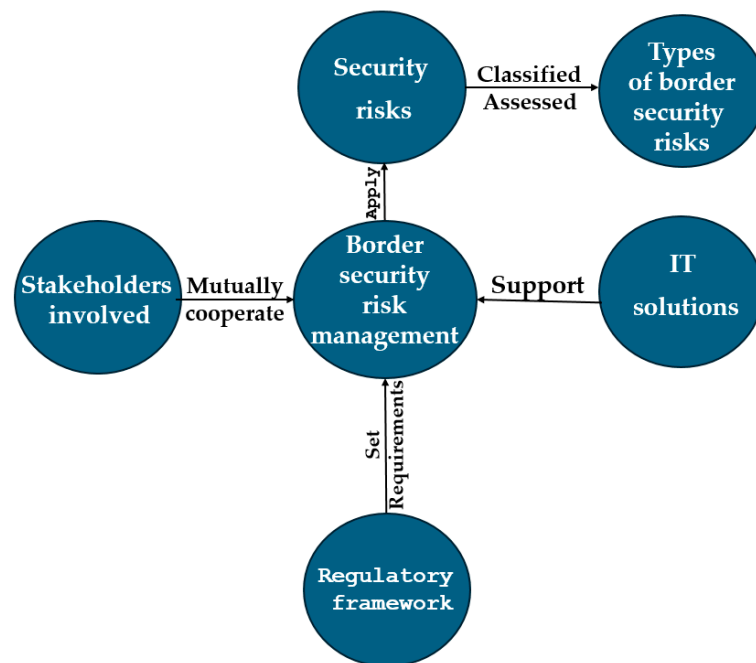 Security
risks
Classified
Assessed
Types
of border
security
risks
Apply
Stakeholders
involved
Mutually
cooperate
Border
security
risk
management
Support
IT
solutions
Set
Requirements
Regulatory
framework